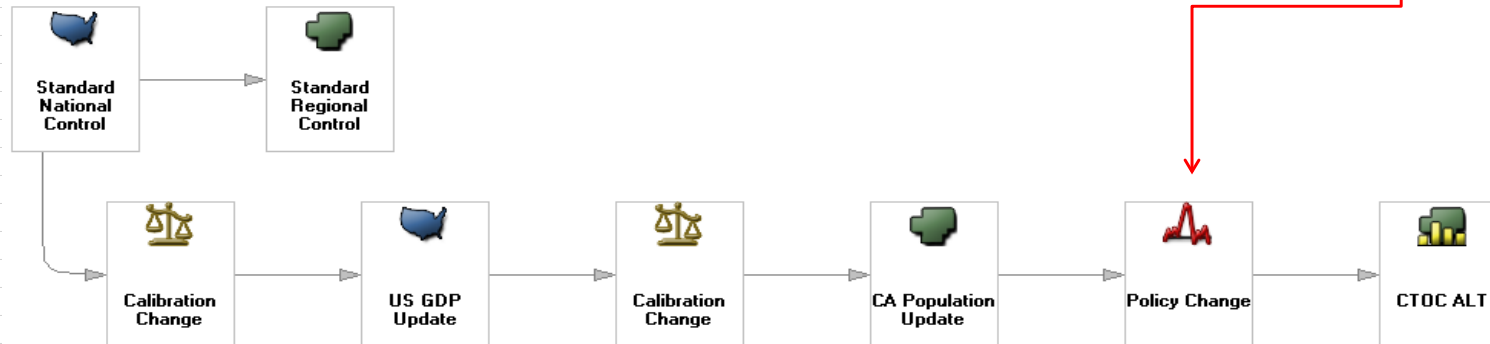 Standard
National
Control
Standard
Regional
Control
Calibration
Change
US GDP
Update
Calibration
Change
CA Population
Update
Policy Change
CTOC ALT